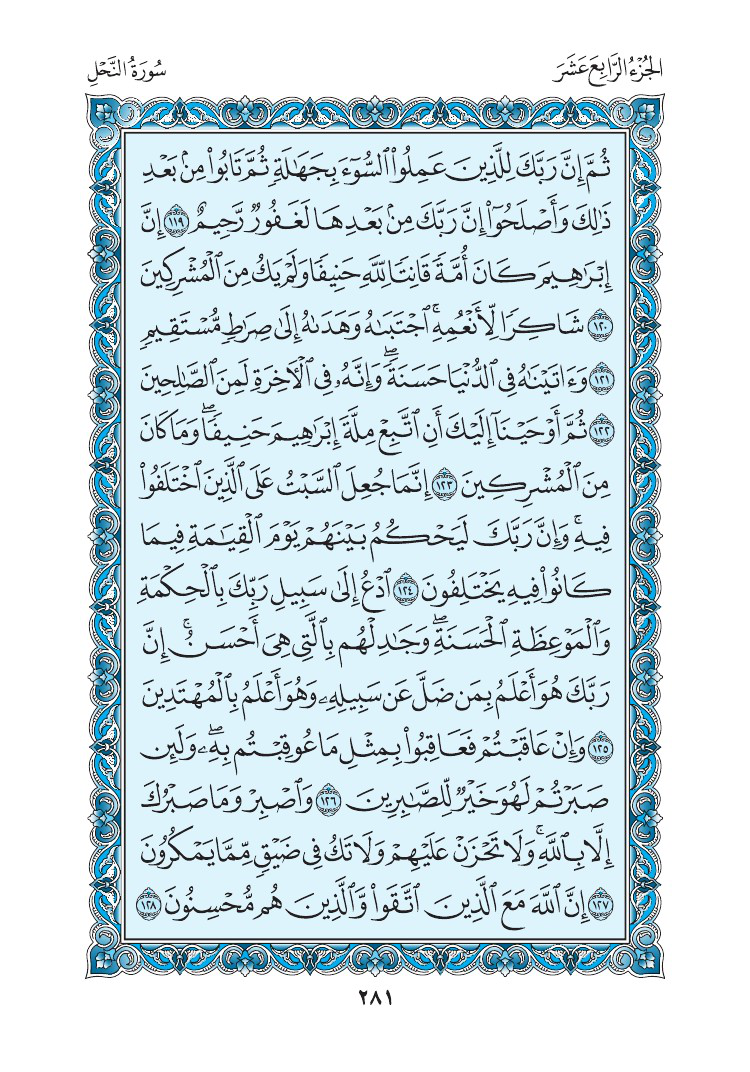 الجُزْءُ الرَّابِعَ عَشَرَ
سُورَةُ النَّحْلِ
ثُمَّ إِنَّ رَبَّكَ لِلَّذِينَ عَمِلُوا۟ ٱلسُّوٓءَ بِجَهَٰلَةٍ ثُمَّ تَابُوا۟ مِنۢ بَعْدِ
ذَٰلِكَ وَأَصْلَحُوٓا۟ إِنَّ رَبَّكَ مِنۢ بَعْدِهَا لَغَفُورٌ رَّحِيمٌ ١١٩ إِنَّ
إِبْرَٰهِيمَ كَانَ أُمَّةً قَانِتًا لِّلَّهِ حَنِيفًا وَلَمْ يَكُ مِنَ ٱلْمُشْرِكِينَ
١٢٠ شَاكِرًا لِّأَنْعُمِهِ ۚ ٱجْتَبَىٰهُ وَهَدَىٰهُ إِلَىٰ صِرَٰطٍ مُّسْتَقِيمٍ
١٢١ وَءَاتَيْنَٰهُ فِى ٱلدُّنْيَا حَسَنَةً ۖ وَإِنَّهُۥ فِى ٱلْءَاخِرَةِ لَمِنَ ٱلصَّٰلِحِينَ
١٢٢ ثُمَّ أَوْحَيْنَآ إِلَيْكَ أَنِ ٱتَّبِعْ مِلَّةَ إِبْرَٰهِيمَ حَنِيفًا ۖ وَمَا كَانَ
مِنَ ٱلْمُشْرِكِينَ ١٢٣ إِنَّمَا جُعِلَ ٱلسَّبْتُ عَلَى ٱلَّذِينَ ٱخْتَلَفُوا۟
فِيهِ ۚ وَإِنَّ رَبَّكَ لَيَحْكُمُ بَيْنَهُمْ يَوْمَ ٱلْقِيَٰمَةِ فِيمَا
كَانُوا۟ فِيهِ يَخْتَلِفُونَ ١٢٤ ٱدْعُ إِلَىٰ سَبِيلِ رَبِّكَ بِٱلْحِكْمَةِ
وَٱلْمَوْعِظَةِ ٱلْحَسَنَةِ ۖ وَجَٰدِلْهُم بِٱلَّتِى هِىَ أَحْسَنُ ۚ إِنَّ
رَبَّكَ هُوَ أَعْلَمُ بِمَن ضَلَّ عَن سَبِيلِهِۦ وَهُوَ أَعْلَمُ بِٱلْمُهْتَدِينَ
١٢٥ وَإِنْ عَاقَبْتُمْ فَعَاقِبُوا۟ بِمِثْلِ مَا عُوقِبْتُم بِهِۦ ۖ وَلَئِن
صَبَرْتُمْ لَهُوَ خَيْرٌ لِّلصَّٰبِرِينَ ١٢٦ وَٱصْبِرْ وَمَا صَبْرُكَ
إِلَّا بِٱللَّهِ ۚ وَلَا تَحْزَنْ عَلَيْهِمْ وَلَا تَكُ فِى ضَيْقٍ مِّمَّا يَمْكُرُونَ
١٢٧ إِنَّ ٱللَّهَ مَعَ ٱلَّذِينَ ٱتَّقَوا۟ وَّٱلَّذِينَ هُم مُّحْسِنُونَ ١٢٨
٢٨١